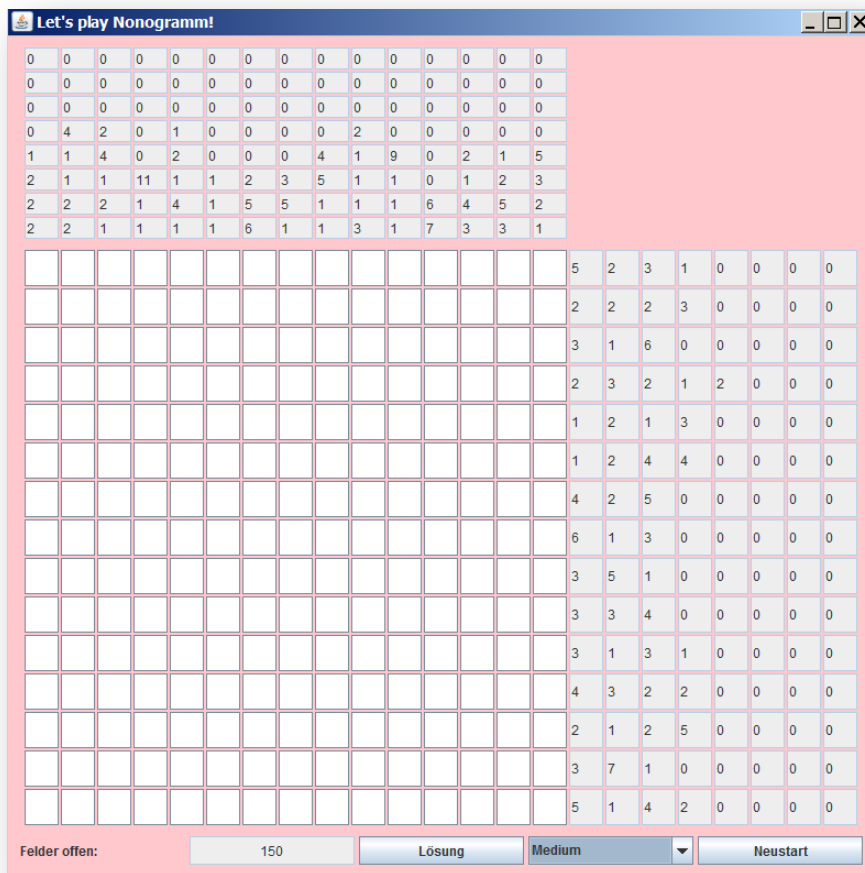 Let's play Nonogramm!
0 0 0 0 0 0 0 0 0 0 0 0 0 0 0
0 0 0 0 0 0 0 0 0 0 0 0 0 0 0
0 0 0 0 0 0 0 0 0 0 0 0 0 0 0
0 4 2 0 1 0 0 0 0 2 0 0 0 0 0
1 1 4 0 2 0 0 0 4 1 9 0 2 1 5
2 1 1 11 1 1 2 3 5 1 1 0 1 2 3
2 2 2 1 4 1 5 5 1 1 1 6 4 5 2
2 2 1 1 1 1 6 1 1 3 1 7 3 3 1
5 2 3 1 0 0 0 0
2 2 2 3 0 0 0 0
3 1 6 0 0 0 0 0
2 3 2 1 2 0 0 0
1 2 1 3 0 0 0 0
1 2 4 4 0 0 0 0
4 2 5 0 0 0 0 0
6 1 3 0 0 0 0 0
3 5 1 0 0 0 0 0
3 3 4 0 0 0 0 0
3 1 3 1 0 0 0 0
4 3 2 2 0 0 0 0
2 1 2 5 0 0 0 0
3 7 1 0 0 0 0 0
5 1 4 2 0 0 0 0
Felder offen: 150 Lösung Medium Neustart